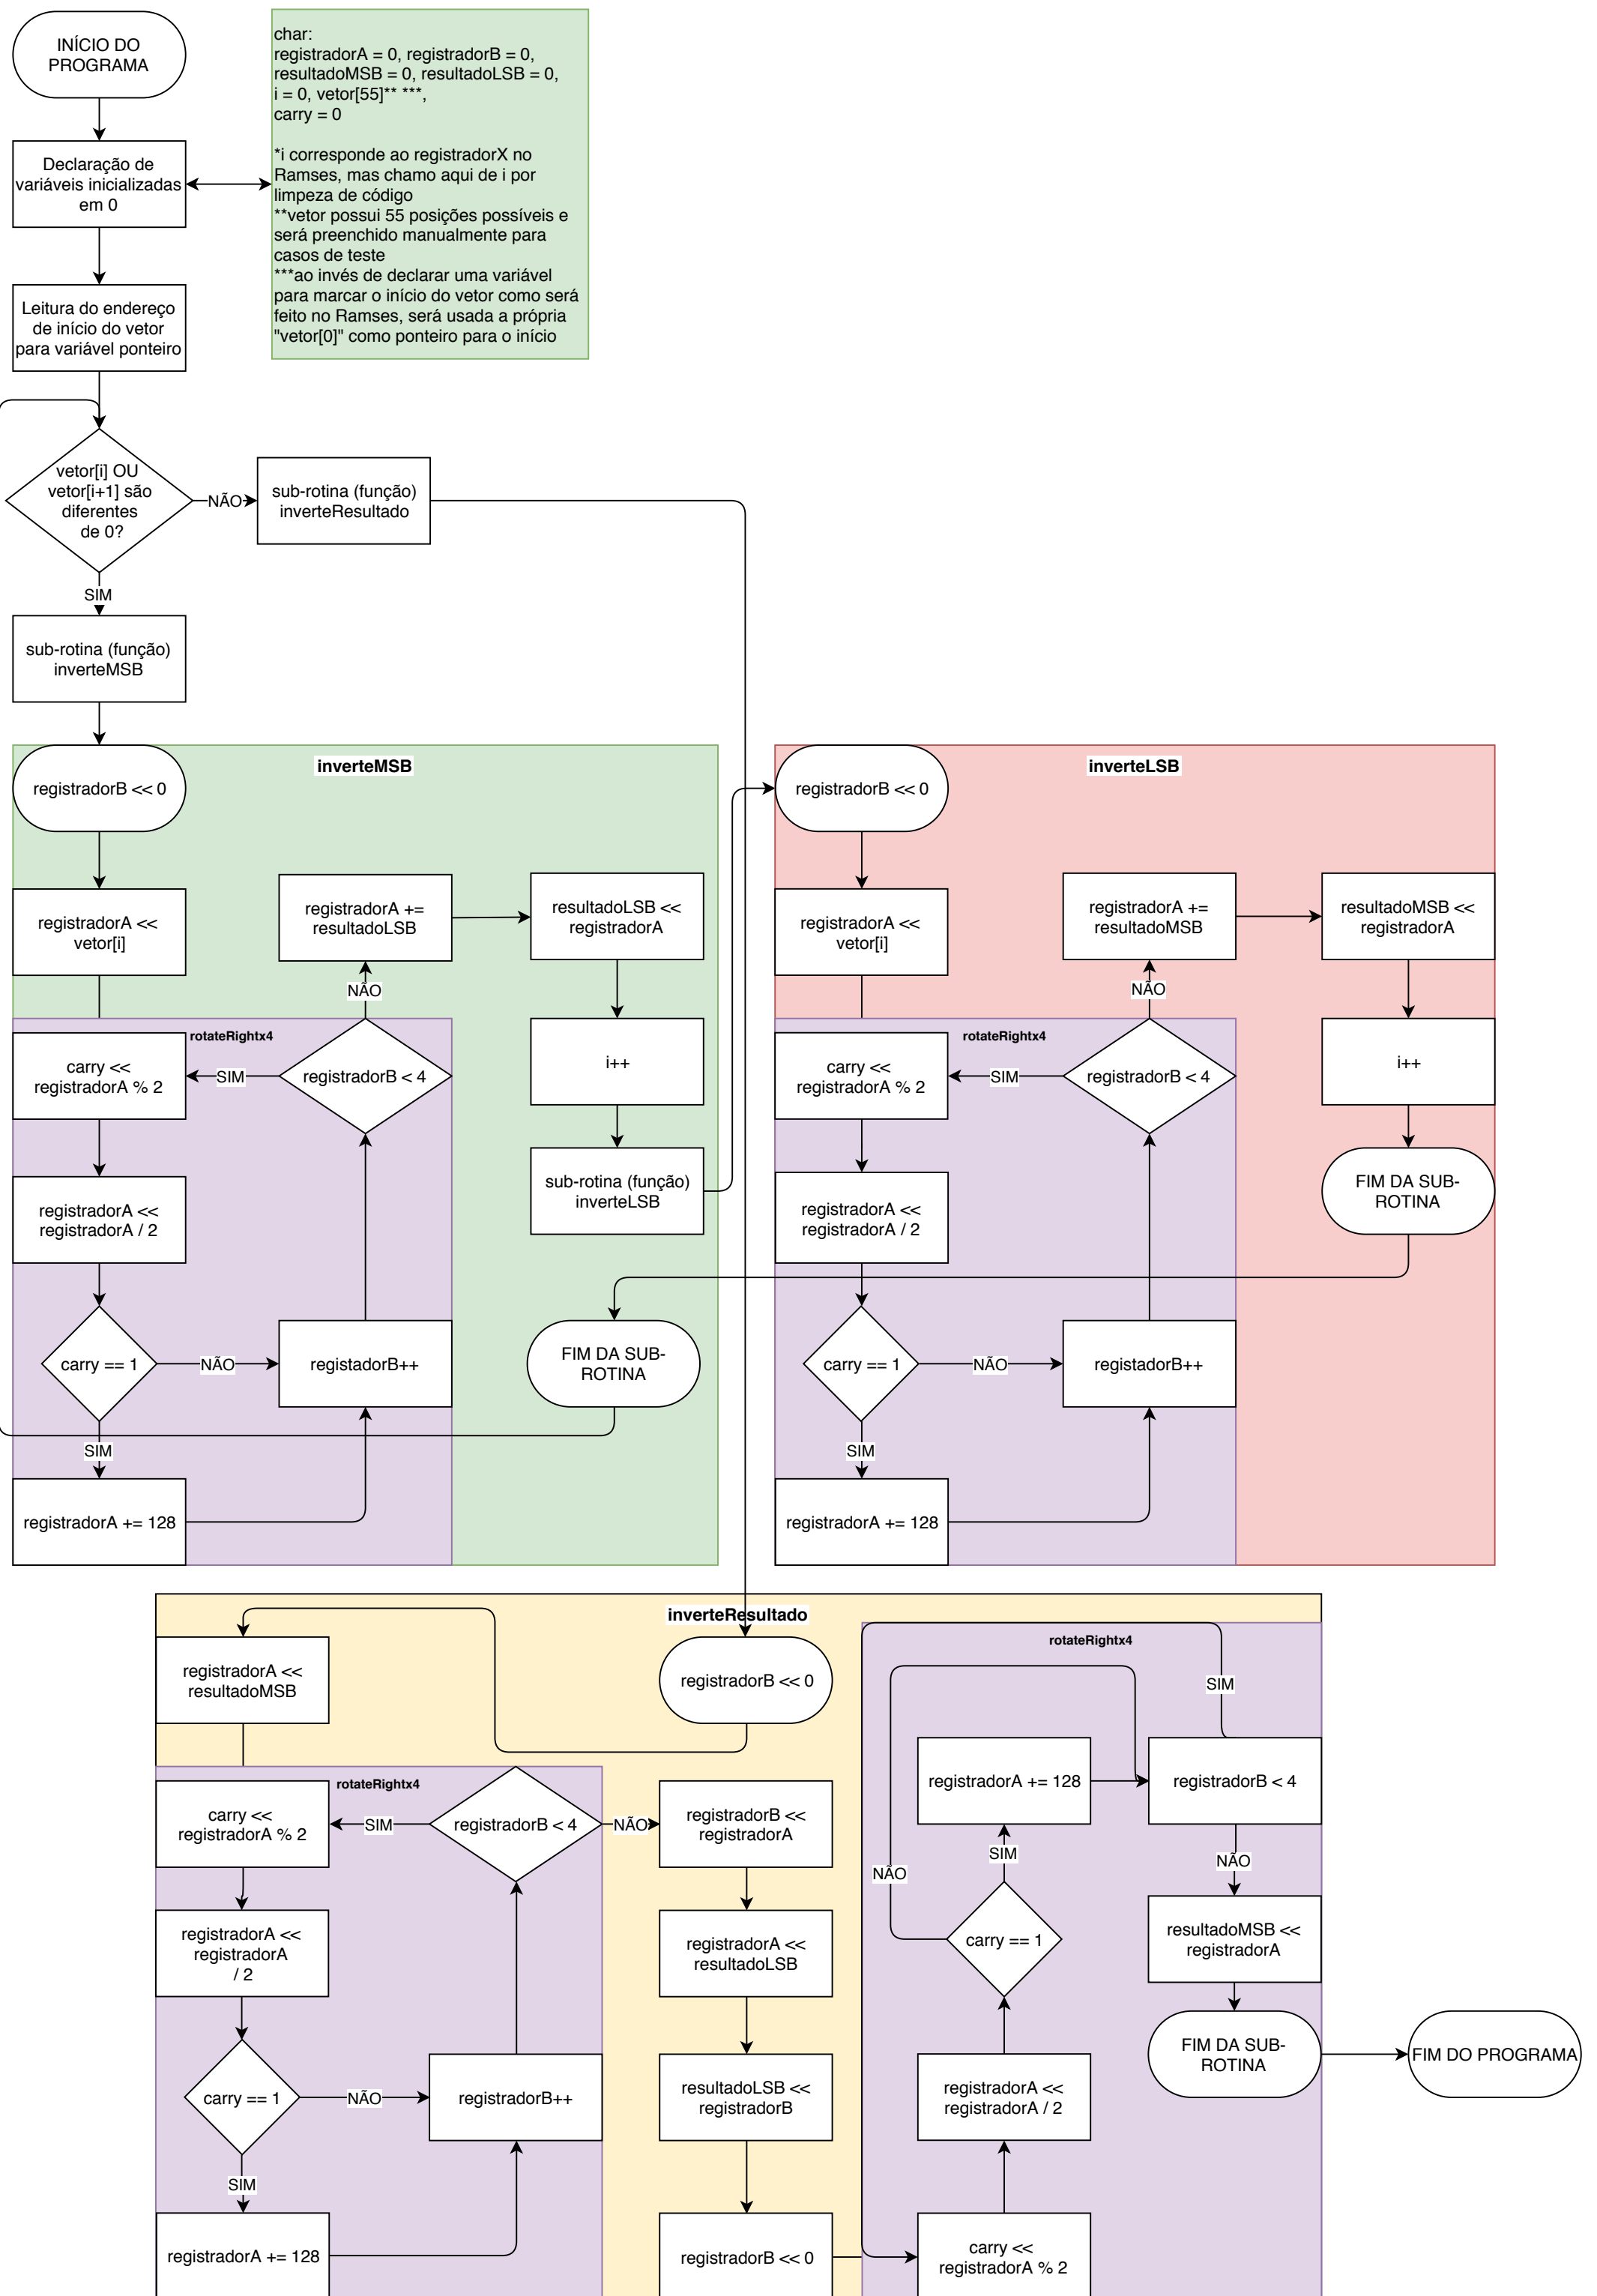 INÍCIO DO
PROGRAMA
char:
registradorA = 0, registradorB = 0,
resultadoMSB = 0, resultadoLSB = 0,
i = 0, vetor[55]** ***,
carry = 0
*i corresponde ao registradorX no
Ramses, mas chamo aqui de i por
limpeza de código
**vetor possui 55 posições possíveis e
será preenchido manualmente para
casos de teste
***ao invés de declarar uma variável
para marcar o início do vetor como será
feito no Ramses, será usada a própria
"vetor[0]" como ponteiro para o início
Declaração de
variáveis inicializadas
em 0
Leitura do endereço
de início do vetor
para variável ponteiro
vetor[i] OU
vetor[i+1] são
diferentes
de 0?
NÃO
sub-rotina (função)
inverteResultado
SIM
sub-rotina (função)
inverteMSB
inverteMSB
registradorB << 0
registradorA <<
vetor[i]
registradorA +=
resultadoLSB
resultadoLSB <<
registradorA
NÃO
rotateRightx4
carry <<
registradorA % 2
SIM
registradorB < 4
i++
registradorA <<
registradorA / 2
sub-rotina (função)
inverteLSB
carry == 1
NÃO
registadorB++
FIM DA SUB-
ROTINA
SIM
registradorA += 128
inverteLSB
registradorB << 0
registradorA <<
vetor[i]
registradorA +=
resultadoMSB
resultadoMSB <<
registradorA
NÃO
rotateRightx4
carry <<
registradorA % 2
SIM
registradorB < 4
i++
registradorA <<
registradorA / 2
FIM DA SUB-
ROTINA
carry == 1
NÃO
registadorB++
SIM
registradorA += 128
inverteResultado
registradorA <<
resultadoMSB
registradorB << 0
rotateRightx4
carry <<
registradorA % 2
SIM
registradorB < 4
NÃO
registradorB <<
registradorA
registradorA <<
registradorA
/ 2
registradorA <<
resultadoLSB
carry == 1
NÃO
registradorB++
resultadoLSB <<
registradorB
SIM
registradorA += 128
registradorB << 0
rotateRightx4
SIM
registradorA += 128
registradorB < 4
SIM
NÃO
NÃO
carry == 1
resultadoMSB <<
registradorA
registradorA <<
registradorA / 2
FIM DA SUB-
ROTINA
FIM DO PROGRAMA
carry <<
registradorA % 2